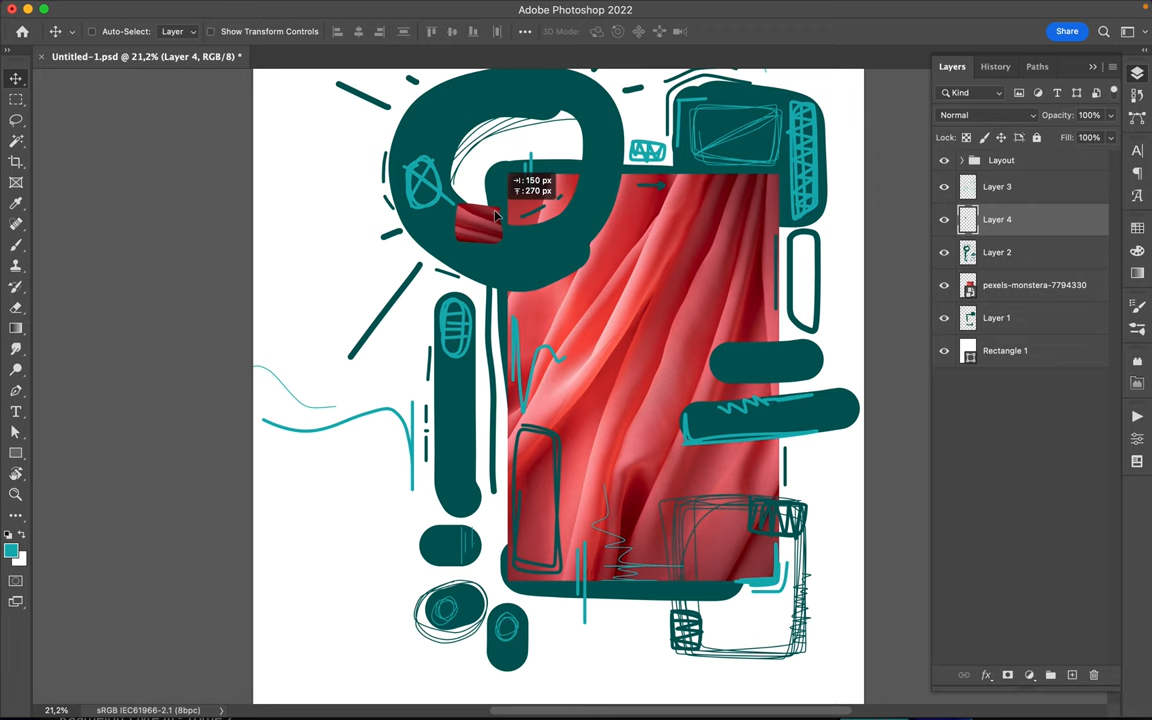 Adobe Photoshop 2022
Auto-Select: Layer Show Transform Controls 3D Mode: Share
Untitled-1.psd @ 21,2% (Layer 4, RGB/8) *
Layers History Paths
Kind
Normal Opacity: 100%
Lock: Fill: 100%
Layout
Layer 3
Layer 4
Layer 2
pexels-monstera-7794330
Layer 1
Rectangle 1
: 150 px
: 270 px
21,2% sRGB IEC61966-2.1 (8bpc)